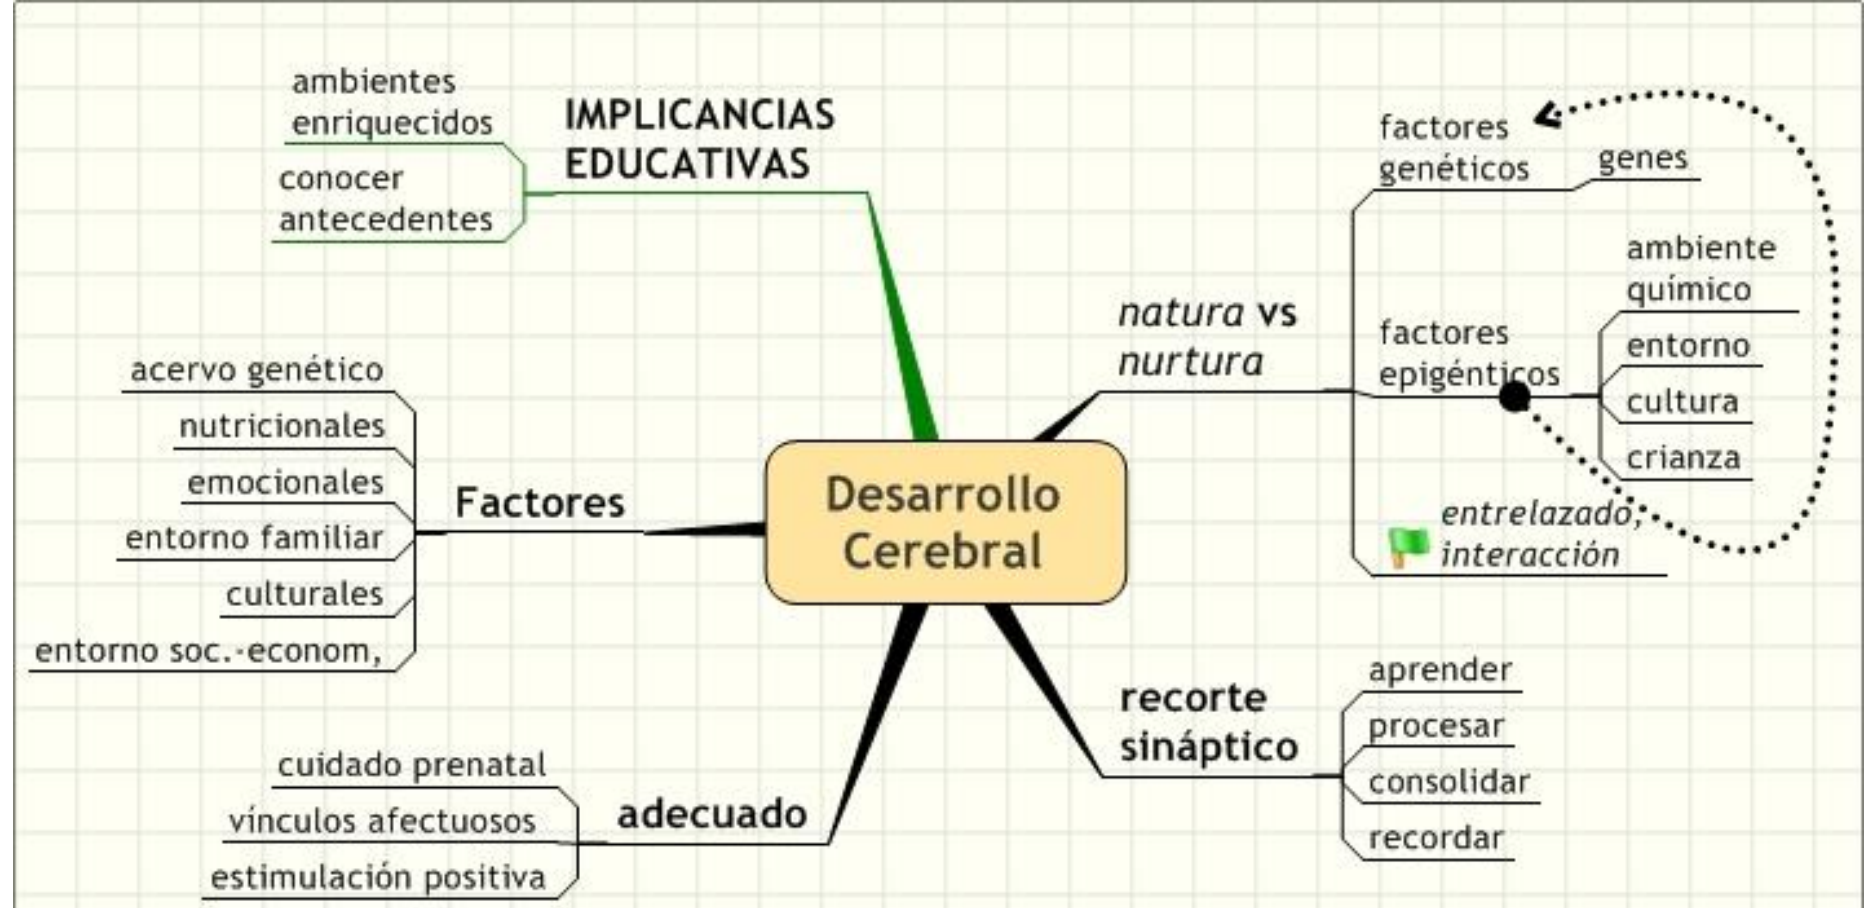 ambientes
enriquecidos
conocer
antecedentes
IMPLICANCIAS
EDUCATIVAS
acervo genético
nutricionales
emocionales
entorno familiar
culturales
entorno soc.-econom,
Factores
cuidado prenatal
vínculos afectuosos
estimulación positiva
adecuado
Desarrollo
Cerebral
natura vs
nurtura
factores
genéticos
genes
factores
epigénticos
ambiente
químico
entorno
cultura
crianza
entrelazado,
interacción
recorte
sináptico
aprender
procesar
consolidar
recordar